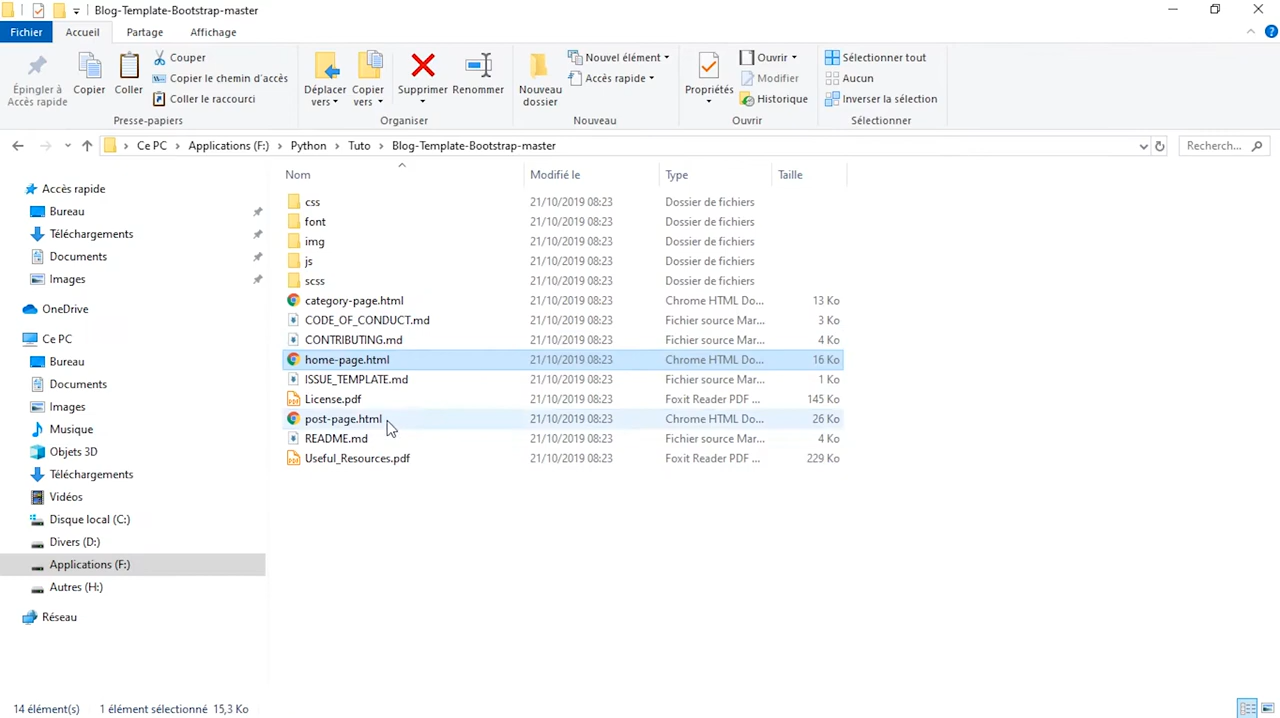 Blog-Template-Bootstrap-master
Fichier Accueil Partage Affichage
Épingler à Accès rapide
Copier
Coller
Couper
Copier le chemin d'accès
Coller le raccourci
Presse-papiers
Déplacer vers
Copier vers
Supprimer
Renommer
Organiser
Nouveau dossier
Nouvel élément
Accès rapide
Nouveau
Propriétés
Ouvrir
Modifier
Historique
Ouvrir
Sélectionner tout
Aucun
Inverser la sélection
Sélectionner
Ce PC > Applications (F:) > Python > Tuto > Blog-Template-Bootstrap-master
Recherch...
Accès rapide
Bureau
Téléchargements
Documents
Images
OneDrive
Ce PC
Bureau
Documents
Images
Musique
Objets 3D
Téléchargements
Vidéos
Disque local (C:)
Divers (D:)
Applications (F:)
Autres (H:)
Réseau
Nom Modifié le Type Taille
css 21/10/2019 08:23 Dossier de fichiers
font 21/10/2019 08:23 Dossier de fichiers
img 21/10/2019 08:23 Dossier de fichiers
js 21/10/2019 08:23 Dossier de fichiers
scss 21/10/2019 08:23 Dossier de fichiers
category-page.html 21/10/2019 08:23 Chrome HTML Do... 13 Ko
CODE_OF_CONDUCT.md 21/10/2019 08:23 Fichier source Mar... 3 Ko
CONTRIBUTING.md 21/10/2019 08:23 Fichier source Mar... 4 Ko
home-page.html 21/10/2019 08:23 Chrome HTML Do... 16 Ko
ISSUE_TEMPLATE.md 21/10/2019 08:23 Fichier source Mar... 1 Ko
License.pdf 21/10/2019 08:23 Foxit Reader PDF ... 145 Ko
post-page.html 21/10/2019 08:23 Chrome HTML Do... 26 Ko
README.md 21/10/2019 08:23 Fichier source Mar... 4 Ko
Useful_Resources.pdf 21/10/2019 08:23 Foxit Reader PDF ... 229 Ko
14 élément(s) 1 élément sélectionné 15,3 Ko